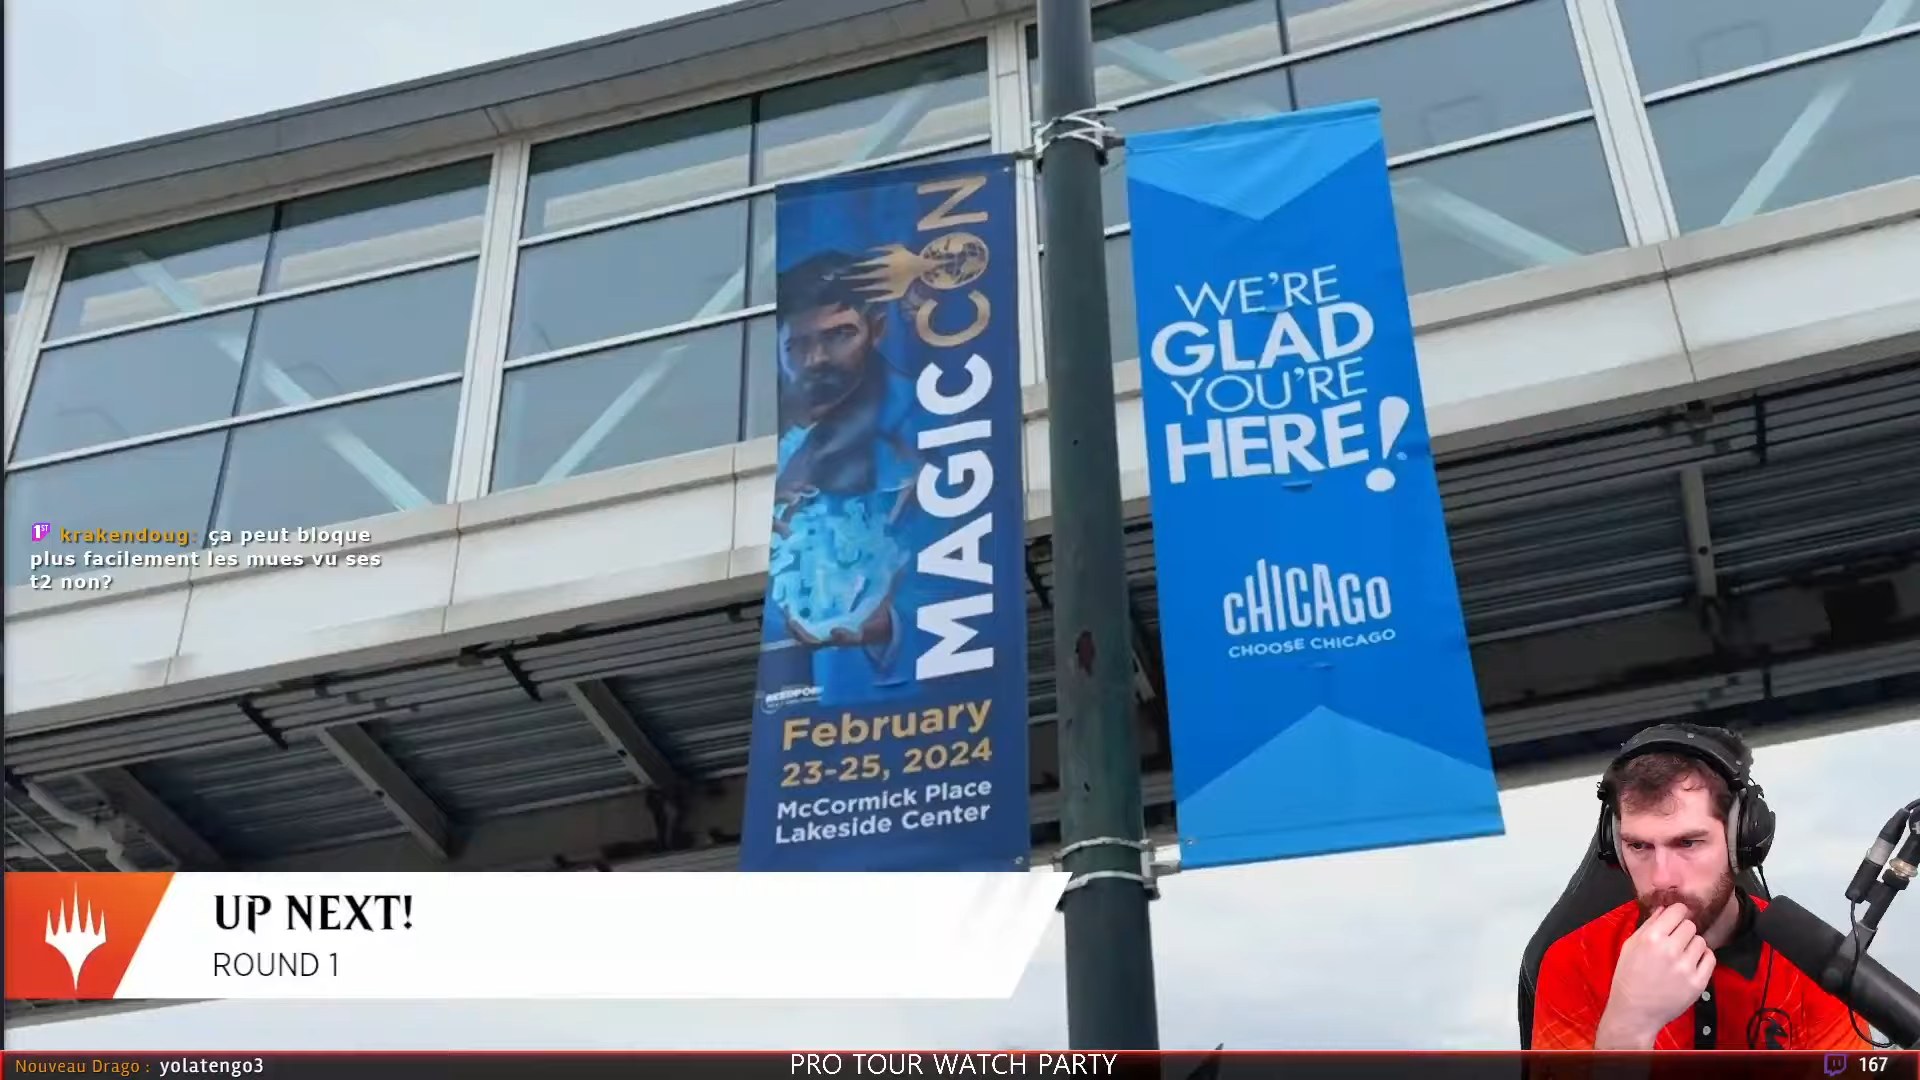 MAGICCON
February
23-25, 2024
McCormick Place
Lakeside Center
WE'RE
GLAD
YOU'RE
HERE!
CHICAGO
CHOOSE CHICAGO
1ST krakendoug: ça peut bloque
plus facilement les mues vu ses
t2 non?
UP NEXT!
ROUND 1
Nouveau Drago : yolatengo3
PRO TOUR WATCH PARTY
167